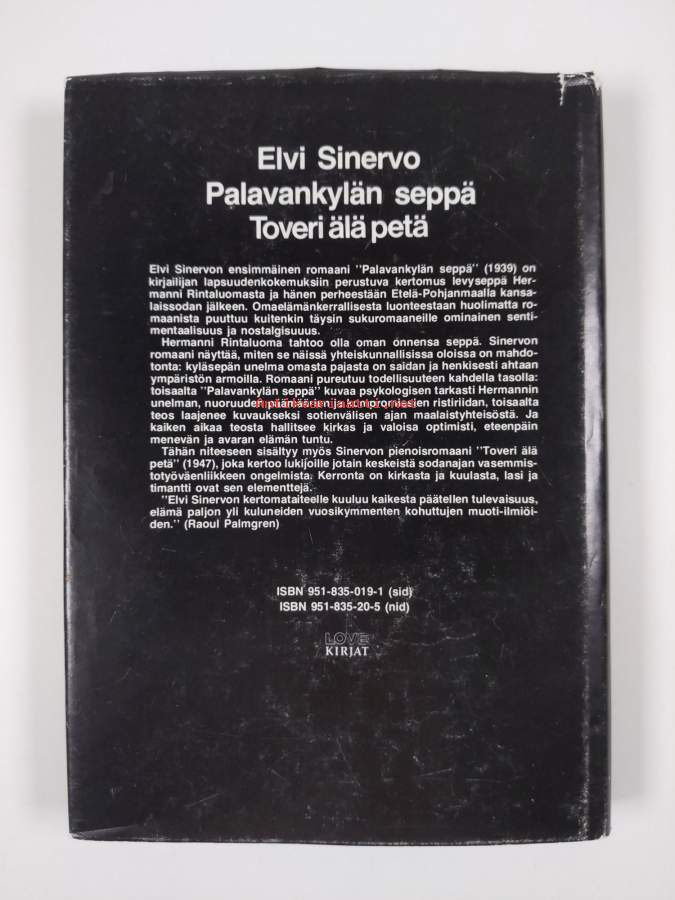 Elvi Sinervo
Palavankylän seppä
Toveri älä petä
Elvi Sinervon ensimmäinen romaani "Palavankylän seppä" (1939) on
kirjailijan lapsuudenkokemuksiin perustuva kertomus levyseppä Her-
manni Rintaluomasta ja hänen perheestään Etelä-Pohjanmaalla kansa-
laissodan jälkeen. Omaelämänkerrallisesta luonteestaan huolimatta ro-
maanista puuttuu kuitenkin täysin sukuromaaneille ominainen senti-
mentaalisuus ja nostalgisuus.
Hermanni Rintaluoma tahtoo olla oman onnensa seppä. Sinervon
romaani näyttää, miten se näissä yhteiskunnallisissa oloissa on mahdo-
tonta: kyläsepän unelma omasta pajasta on saidan ja henkisesti ahtaan
ympäristön armoilla. Romaani pureutuu todellisuuteen kahdella tasolla:
toisaalta "Palavankylän seppä" kuvaa psykologisen tarkasti Hermannin
unelman, nuoruuden ja kompromissien ristiriidan, toisaalta
teos laajenee kuvaukseksi sotienvälisen ajan maalaisyhteisöstä. Ja
kaiken aikaa teosta hallitsee kirkas ja valoisa optimisti, eteenpäin
menevän ja avaran elämän tuntu.
Tähän niteeseen sisältyy myös Sinervon pienoisromaani "Toveri älä
petä" (1947), joka kertoo lukijoille jotain keskeistä sodanajan vasemmis-
totyöväenliikkeen ongelmista. Kerronta on kirkasta ja kuulasta, lasi ja
timantti ovat sen elementtejä.
"Elvi Sinervon kertomataiteelle kuuluu kaikesta päätellen tulevaisuus,
elämä paljon yli kuluneiden vuosikymmenten kohuttujen muoti-ilmiöi-
den." (Raoul Palmgren)
ISBN 951-835-019-1 (sid)
ISBN 951-835-20-5 (nid)
LOVE
KIRJAT